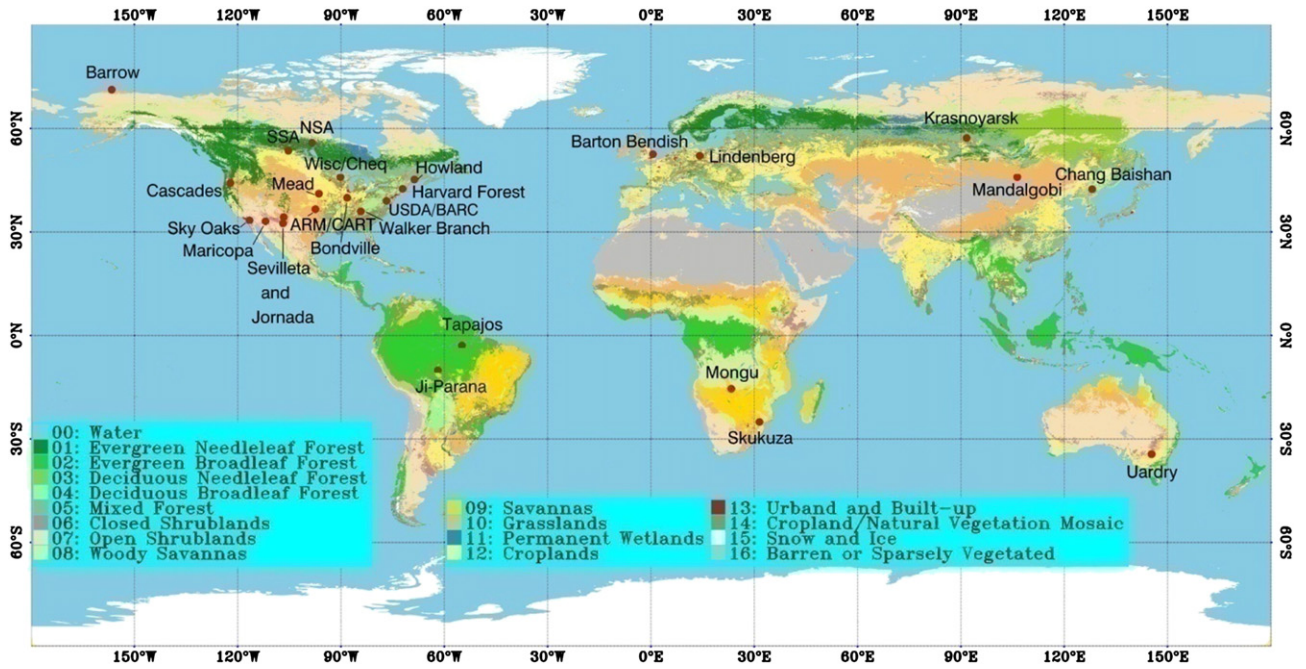 150°W 120°W 90°W 60°W 30°W 0°E 30°E 60°E 90°E 120°E 150°E
Barrow
60°N
60°N
NSA
SSA
Krasnoyarsk
Barton Bendish
Lindenberg
Wisc/Cheq
Howland
Chang Baishan
Mead
Cascades
Harvard Forest
Mandalgobi
USDA/BARC
Sky Oaks
ARM/CART
Walker Branch
30°N
30°N
Maricopa
Bondville
Sevilleta
and
Jornada
Tapajos
0°N
0°N
Mongu
Ji-Parana
Skukuza
30°S
30°S
Uardry
00: Water
01: Evergreen Needleleaf Forest
02: Evergreen Broadleaf Forest
03: Deciduous Needleleaf Forest
04: Deciduous Broadleaf Forest
05: Mixed Forest
06: Closed Shrublands
07: Open Shrublands
08: Woody Savannas
09: Savannas
10: Grasslands
11: Permanent Wetlands
12: Croplands
13: Urband and Built-up
14: Cropland/Natural Vegetation Mosaic
15: Snow and Ice
16: Barren or Sparsely Vegetated
60°S
60°S
150°W 120°W 90°W 60°W 30°W 0°E 30°E 60°E 90°E 120°E 150°E